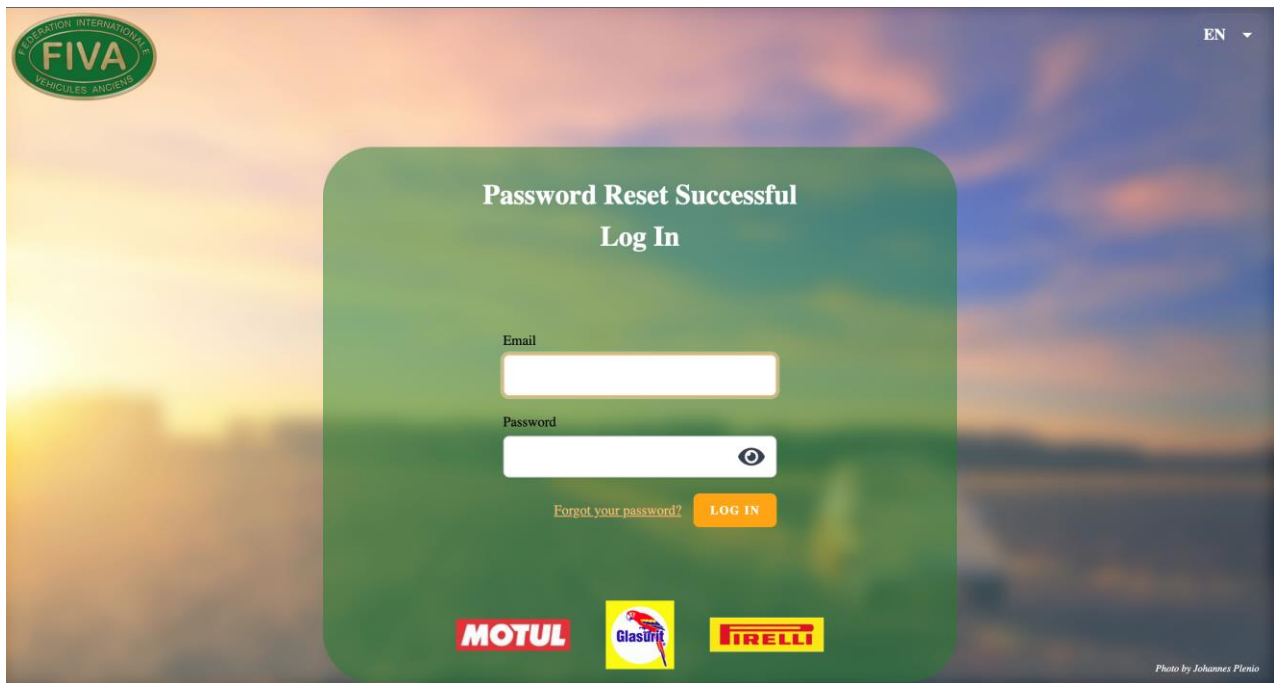 FEDERATION INTERNATIONALE
FIVA
VEHICULES ANCIENS
EN
Password Reset Successful
Log In
Email
Password
Forgot your password?
LOG IN
MOTUL
Glasurit
PIRELLI
Photo by Johannes Plenio